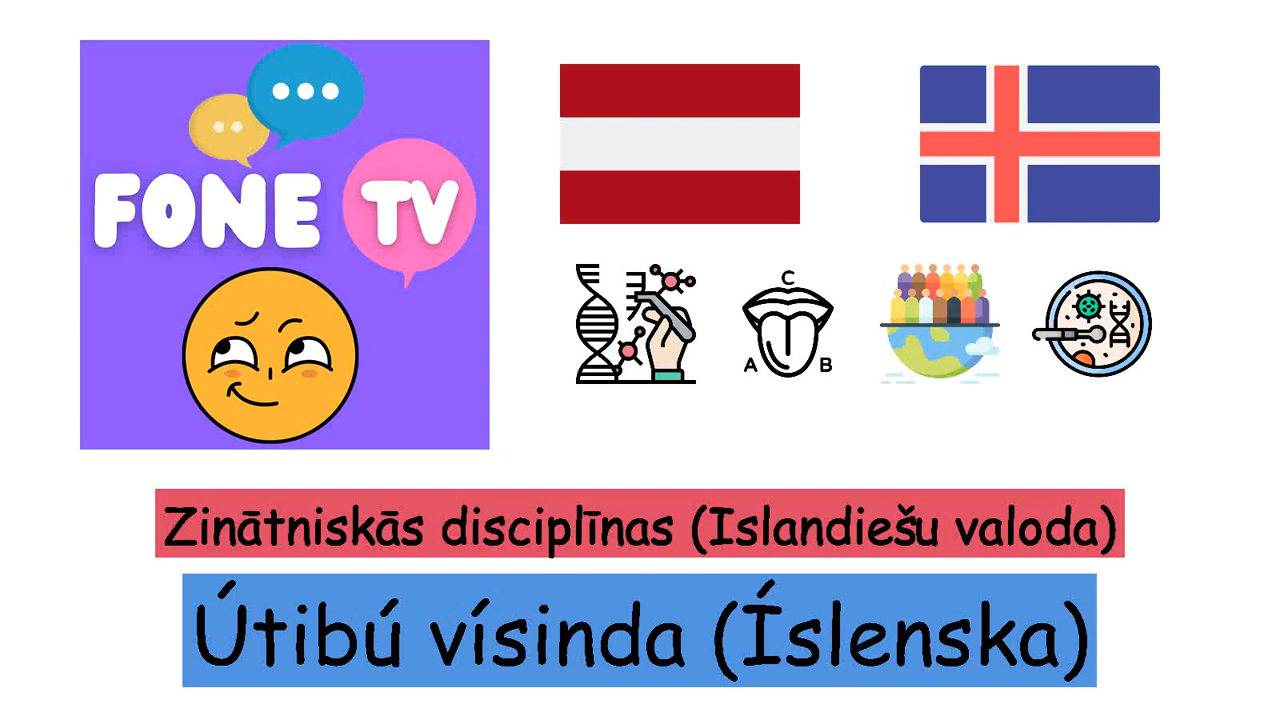 FONE TV
C
A B
Zinātniskās disciplīnas (Islandiešu valoda)
Útibú vísinda (Íslenska)